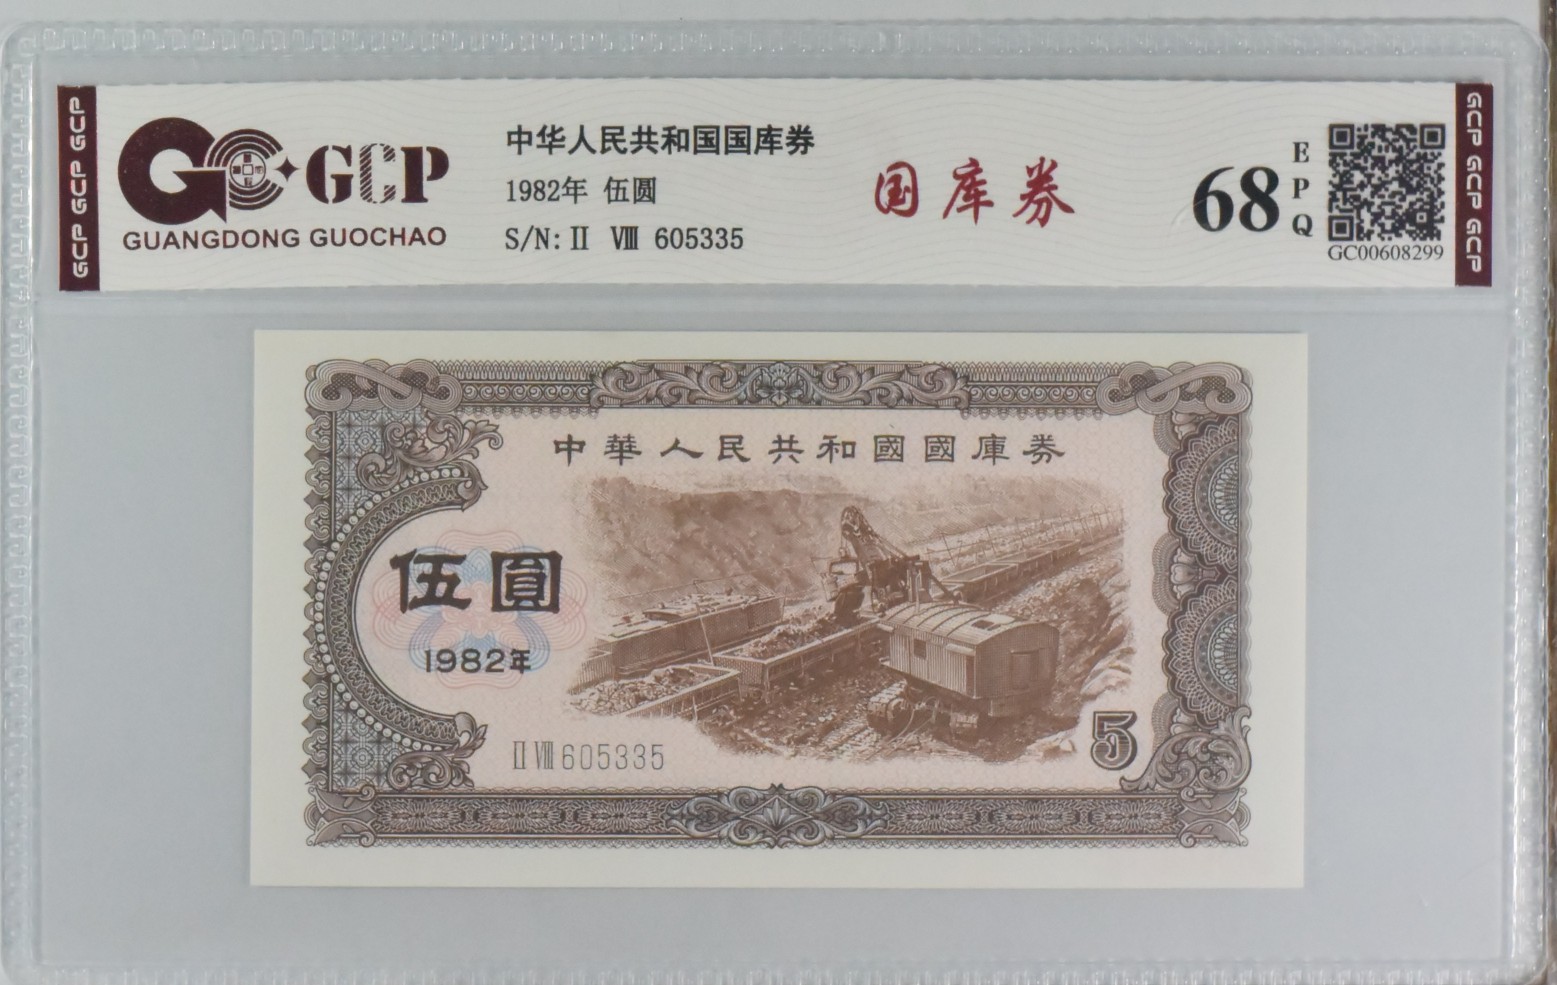 GCP GCP GCP
GCP
GUANGDONG GUOCHAO
中华人民共和国国库券
1982年 伍圆
S/N: II VIII 605335
国库券
68
EPQ
GC00608299
GCP GCP GCP
中華人民共和國國庫券
伍圓
1982年
II VIII 605335
5